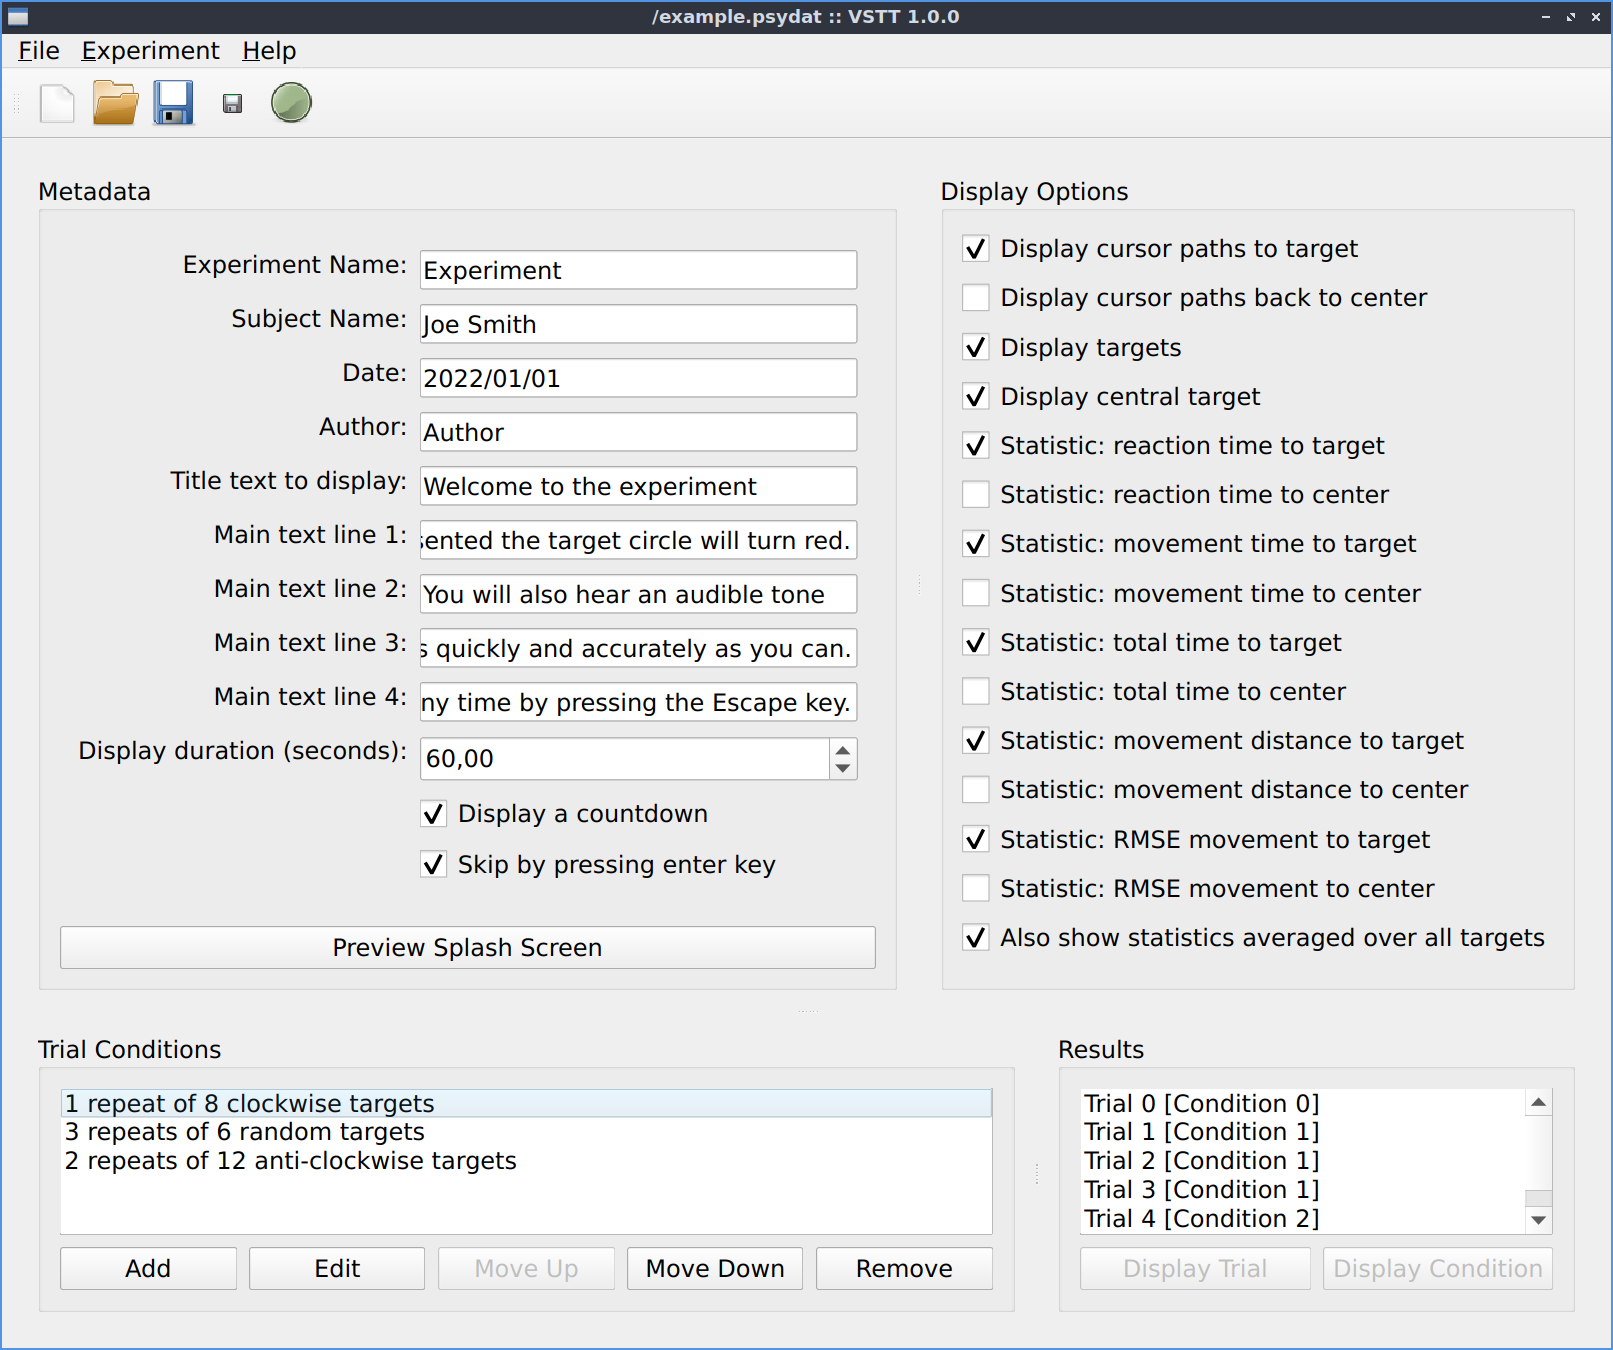 /example.psydat :: VSTT 1.0.0
File Experiment Help
Metadata
Experiment Name: Experiment
Subject Name: Joe Smith
Date: 2022/01/01
Author: Author
Title text to display: Welcome to the experiment
Main text line 1: ented the target circle will turn red.
Main text line 2: You will also hear an audible tone
Main text line 3: s quickly and accurately as you can.
Main text line 4: ny time by pressing the Escape key.
Display duration (seconds): 60,00
Display a countdown
Skip by pressing enter key
Preview Splash Screen
Display Options
Display cursor paths to target
Display cursor paths back to center
Display targets
Display central target
Statistic: reaction time to target
Statistic: reaction time to center
Statistic: movement time to target
Statistic: movement time to center
Statistic: total time to target
Statistic: total time to center
Statistic: movement distance to target
Statistic: movement distance to center
Statistic: RMSE movement to target
Statistic: RMSE movement to center
Also show statistics averaged over all targets
Trial Conditions
1 repeat of 8 clockwise targets
3 repeats of 6 random targets
2 repeats of 12 anti-clockwise targets
Add Edit Move Up Move Down Remove
Results
Trial 0 [Condition 0]
Trial 1 [Condition 1]
Trial 2 [Condition 1]
Trial 3 [Condition 1]
Trial 4 [Condition 2]
Display Trial Display Condition